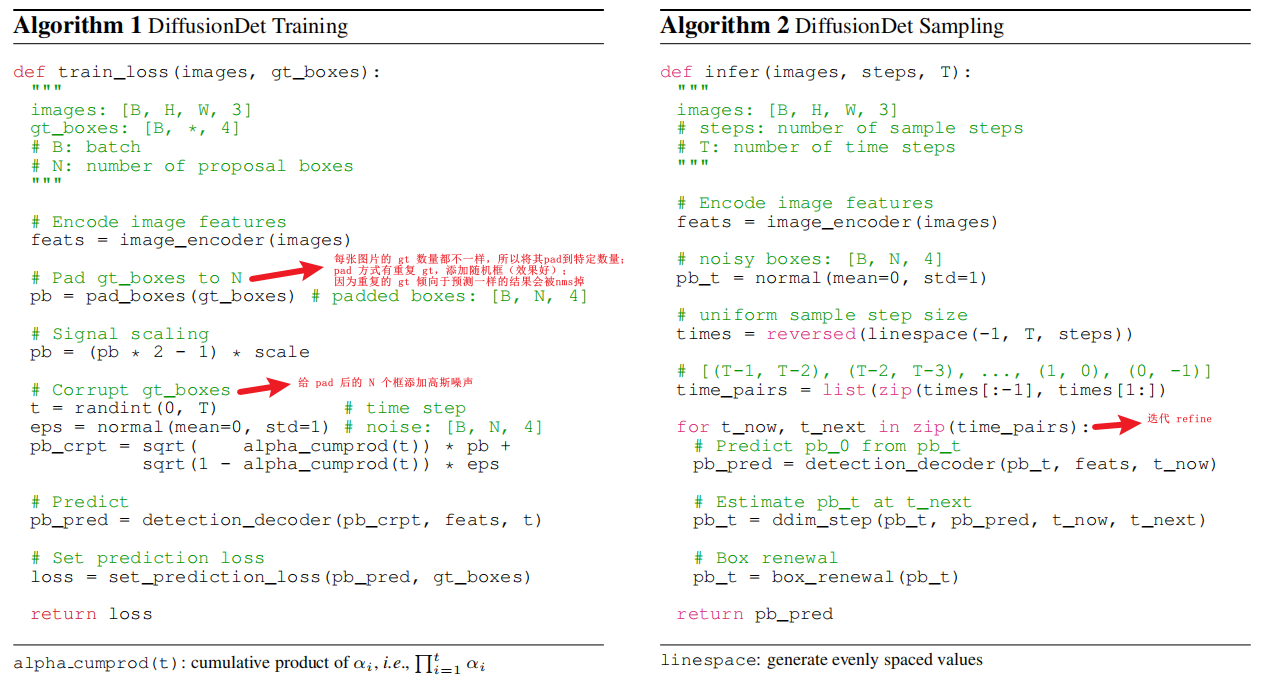 Algorithm 1 DiffusionDet Training
def train_loss(images, gt_boxes):
"""
images: [B, H, W, 3]
gt_boxes: [B, *, 4]
# B: batch
# N: number of proposal boxes
"""
# Encode image features
feats = image_encoder(images)
# Pad gt_boxes to N
每张图片的 gt 数量都不一样，所以将其pad到特定数量；
pad 方式有重复 gt，添加随机框（效果好）；
因为重复的 gt 倾向于预测一样的结果会被nms掉
pb = pad_boxes(gt_boxes) # padded boxes: [B, N, 4]
# Signal scaling
pb = (pb * 2 - 1) * scale
# Corrupt gt_boxes
给 pad 后的 N 个框添加高斯噪声
t = randint(0, T) # time step
eps = normal(mean=0, std=1) # noise: [B, N, 4]
pb_crpt = sqrt( alpha_cumprod(t)) * pb +
sqrt(1 - alpha_cumprod(t)) * eps
# Predict
pb_pred = detection_decoder(pb_crpt, feats, t)
# Set prediction loss
loss = set_prediction_loss(pb_pred, gt_boxes)
return loss
alpha_cumprod(t): cumulative product of αᵢ, i.e., ∏ᵗᵢ₌₁ αᵢ
Algorithm 2 DiffusionDet Sampling
def infer(images, steps, T):
"""
images: [B, H, W, 3]
# steps: number of sample steps
# T: number of time steps
"""
# Encode image features
feats = image_encoder(images)
# noisy boxes: [B, N, 4]
pb_t = normal(mean=0, std=1)
# uniform sample step size
times = reversed(linespace(-1, T, steps))
# [(T-1, T-2), (T-2, T-3), ..., (1, 0), (0, -1)]
time_pairs = list(zip(times[:-1], times[1:])
for t_now, t_next in zip(time_pairs):
迭代 refine
# Predict pb_0 from pb_t
pb_pred = detection_decoder(pb_t, feats, t_now)
# Estimate pb_t at t_next
pb_t = ddim_step(pb_t, pb_pred, t_now, t_next)
# Box renewal
pb_t = box_renewal(pb_t)
return pb_pred
linespace: generate evenly spaced values